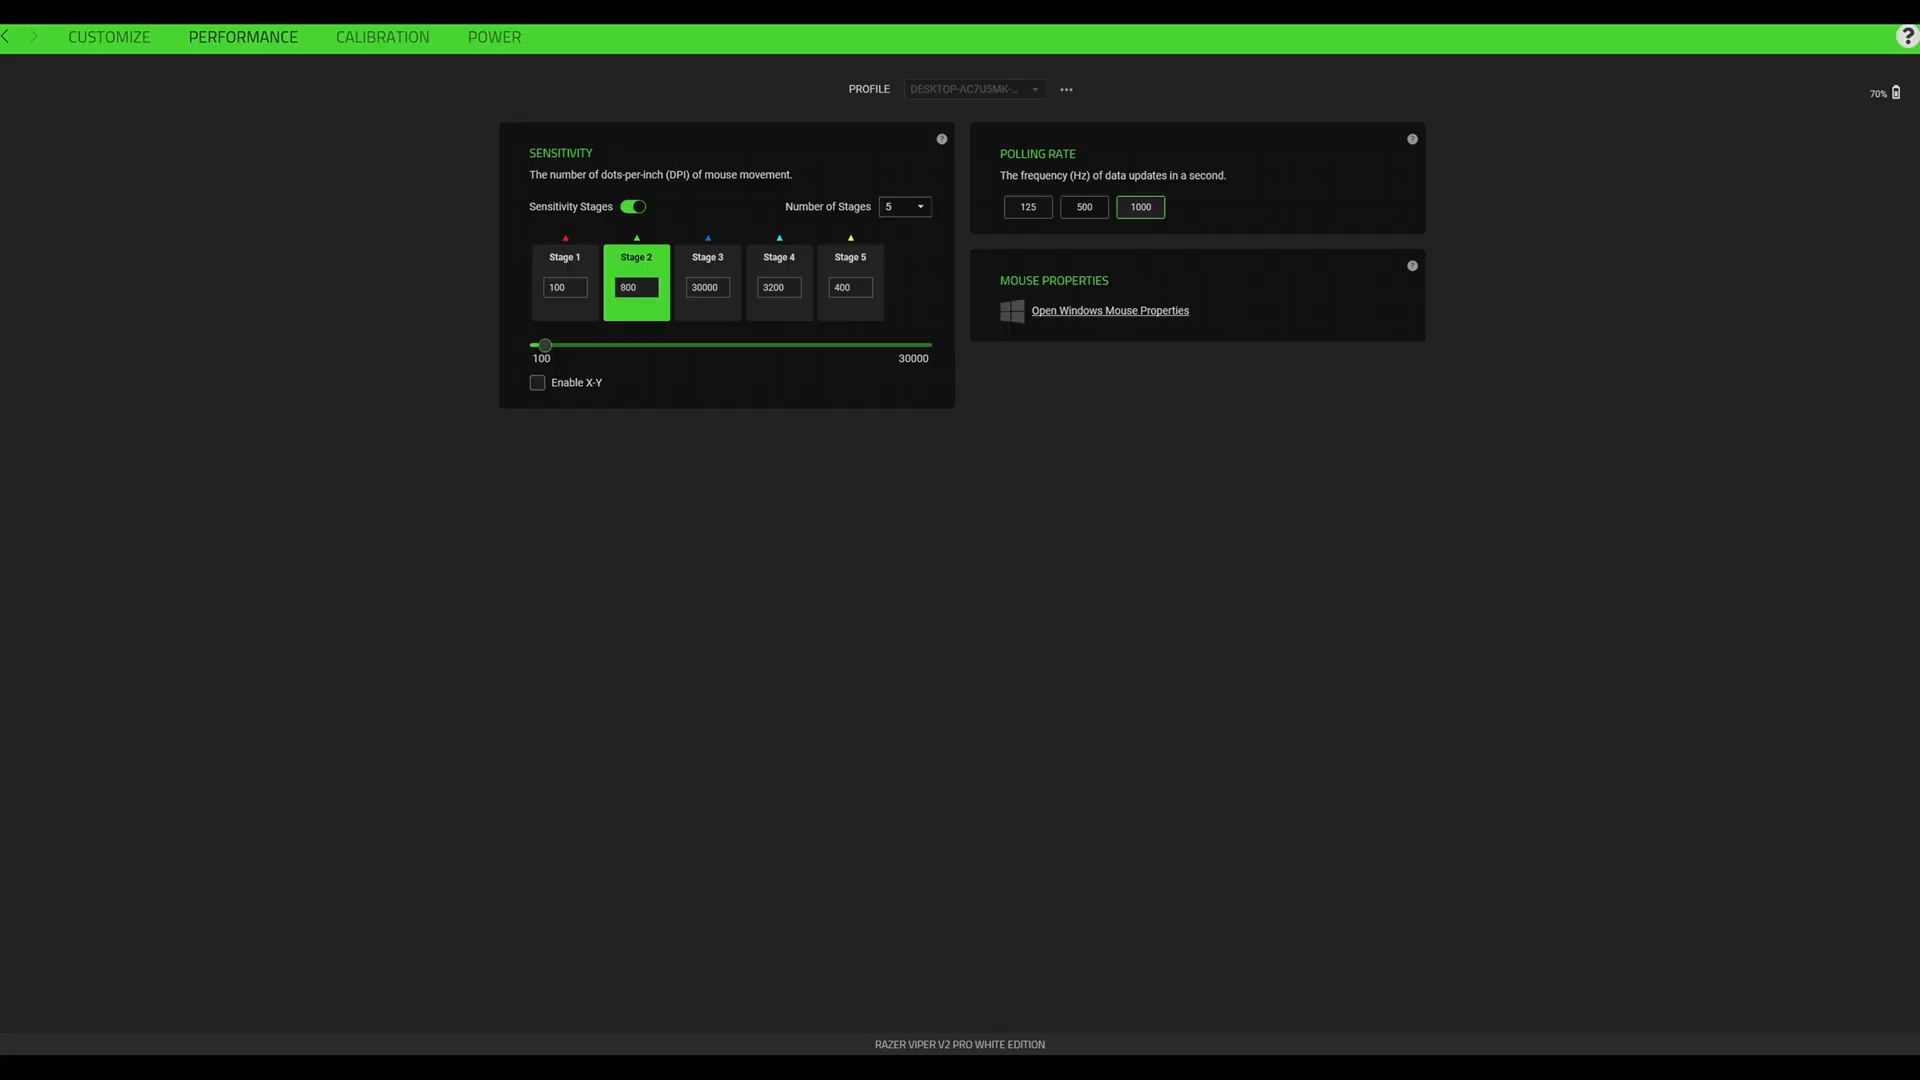 CUSTOMIZE PERFORMANCE CALIBRATION POWER ?
PROFILE DESKTOP-AC7U5MK-...
70%
SENSITIVITY
The number of dots-per-inch (DPI) of mouse movement.
Sensitivity Stages
Number of Stages 5
Stage 1 Stage 2 Stage 3 Stage 4 Stage 5
100 800 30000 3200 400
100 30000
Enable X-Y
POLLING RATE
The frequency (Hz) of data updates in a second.
125 500 1000
MOUSE PROPERTIES
Open Windows Mouse Properties
RAZER VIPER V2 PRO WHITE EDITION